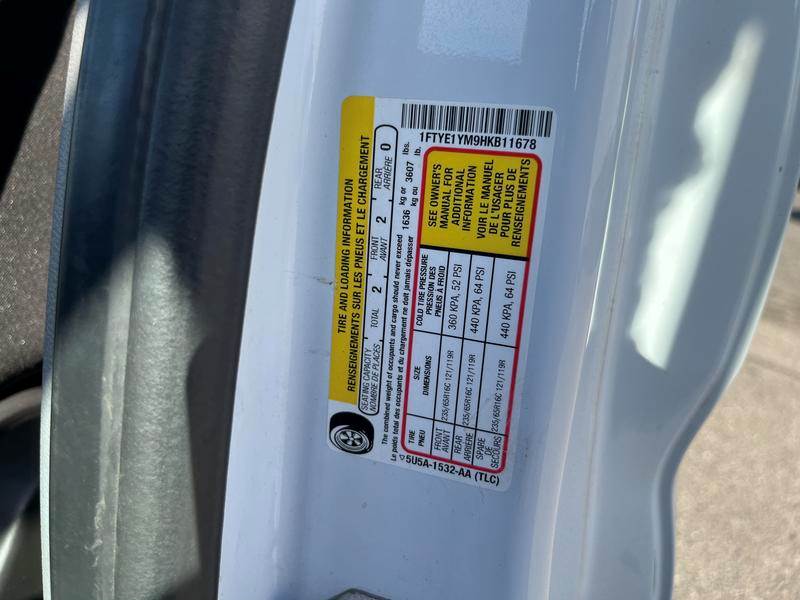 TIRE AND LOADING INFORMATION
RENSEIGNEMENTS SUR LES PNEUS ET LE CHARGEMENT
SEATING CAPACITY
NOMBRE DE PLACES
TOTAL 2
FRONT
AVANT 2
REAR
ARRIÈRE 0
The combined weight of occupants and cargo should never exceed 1636 kg or 3607 lbs.
Le poids total des occupants et du chargement ne doit jamais dépasser kg ou lb.
TIRE
PNEU
SIZE
DIMENSIONS
COLD TIRE PRESSURE
PRESSION DES
PNEUS À FROID
FRONT
AVANT
235/65R16C 121/119R
360 KPA, 52 PSI
REAR
ARRIÈRE
235/65R16C 121/119R
440 KPA, 64 PSI
SPARE
DE
SECOURS
235/65R16C 121/119R
440 KPA, 64 PSI
SEE OWNER'S
MANUAL FOR
ADDITIONAL
INFORMATION
VOIR LE MANUEL
DE L'USAGER
POUR PLUS DE
RENSEIGNEMENTS
5U5A-1532-AA (TLC)
1FTYE1YM9HKB11678